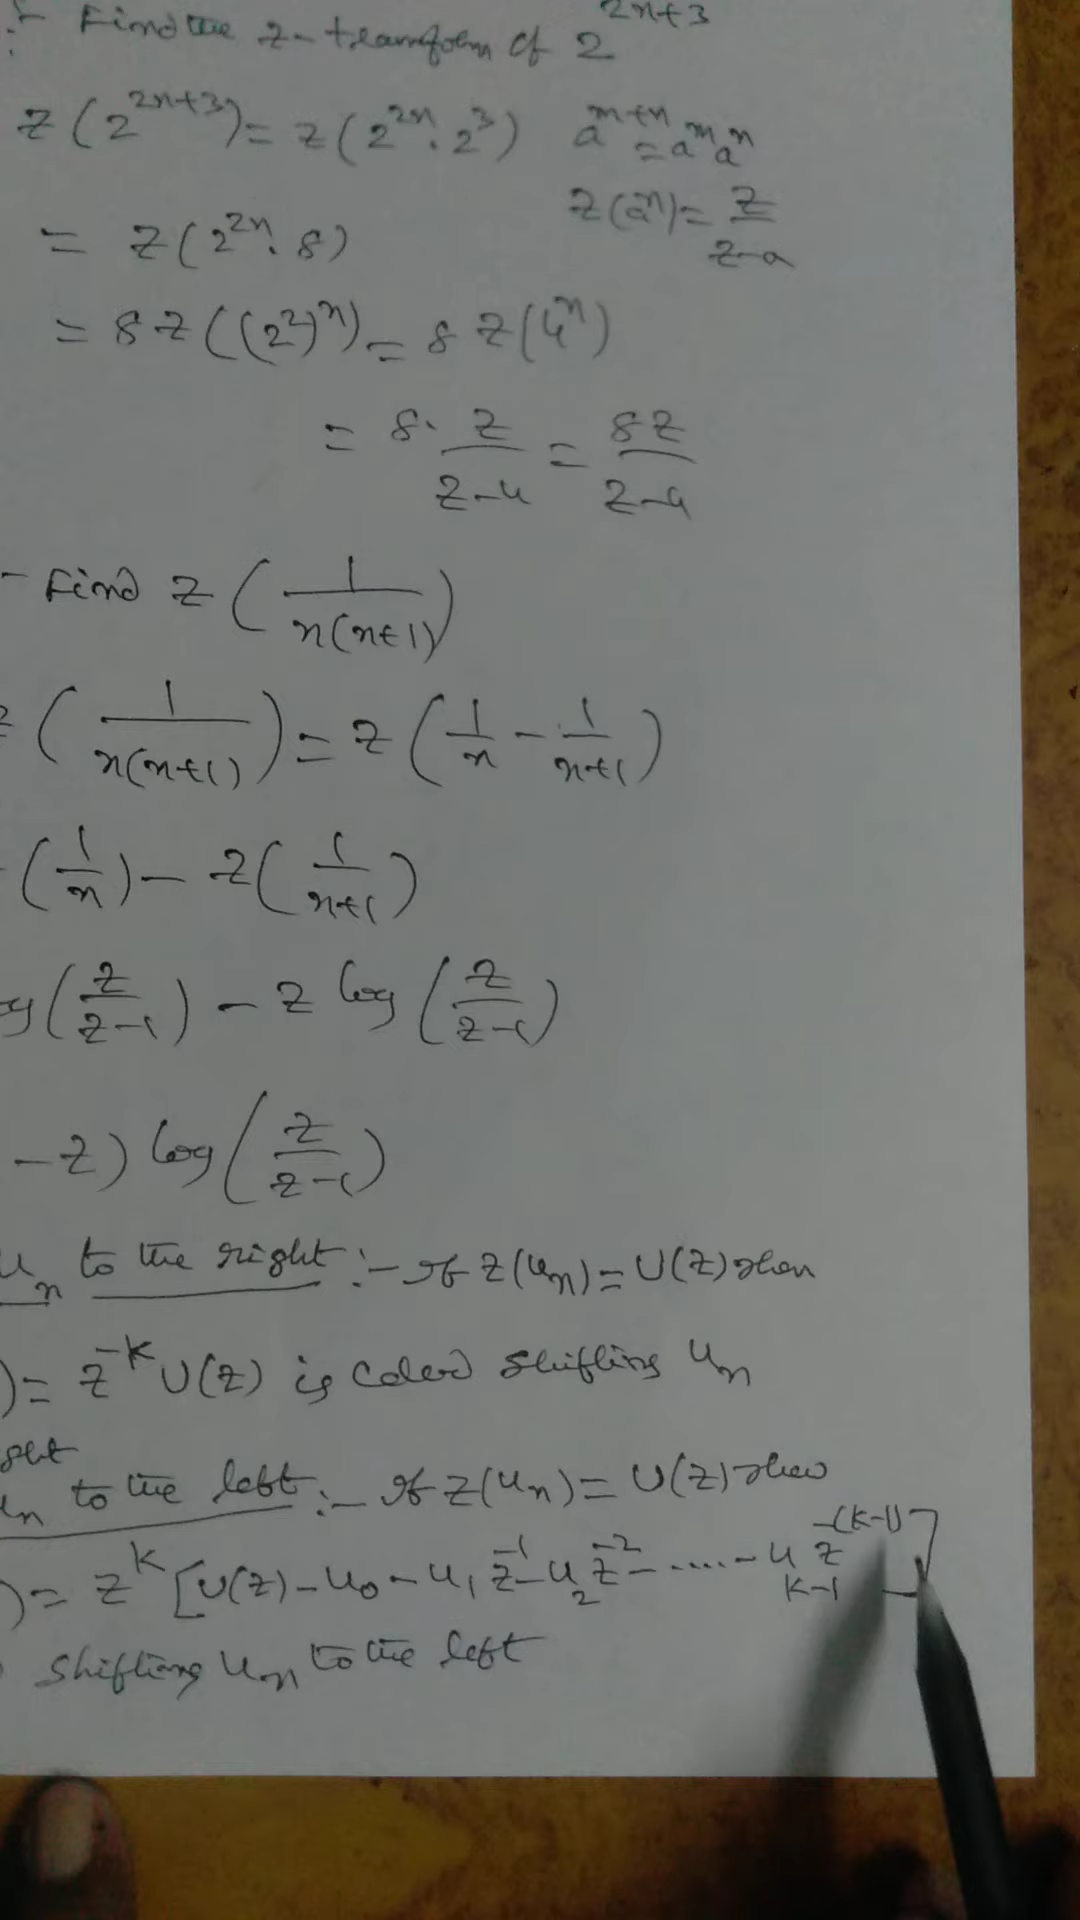 :- Find the z-transform of 2^{2n+3}
z(2^{2n+3}) = z(2^{2n}.2^3) a^{m+n} = a^m a^n
z(a^n) = z/(z-a)
= z(2^{2n}.8)
= 8 z((2^2)^n) = 8 z(4^n)
= 8. z/(z-4) = 8z/(z-4)
- Find z(1/(n(n+1)))
z(1/(n(n+1))) = z(1/n - 1/(n+1))
(1/n) - z(1/(n+1))
(z/(z-1)) - z log(z/(z-1))
-z) log(z/(z-1))
u_n to the right :- If z(u_n) = U(z) then
) = z^{-k} U(z) is called shifting u_n
ght
u_n to the left :- If z(u_n) = U(z) then
) = z^k [U(z) - u_0 - u_1 z^{-1} - u_2 z^{-2} - ..... - u_{k-1} z^{-(k-1)}]
shifting u_n to the left